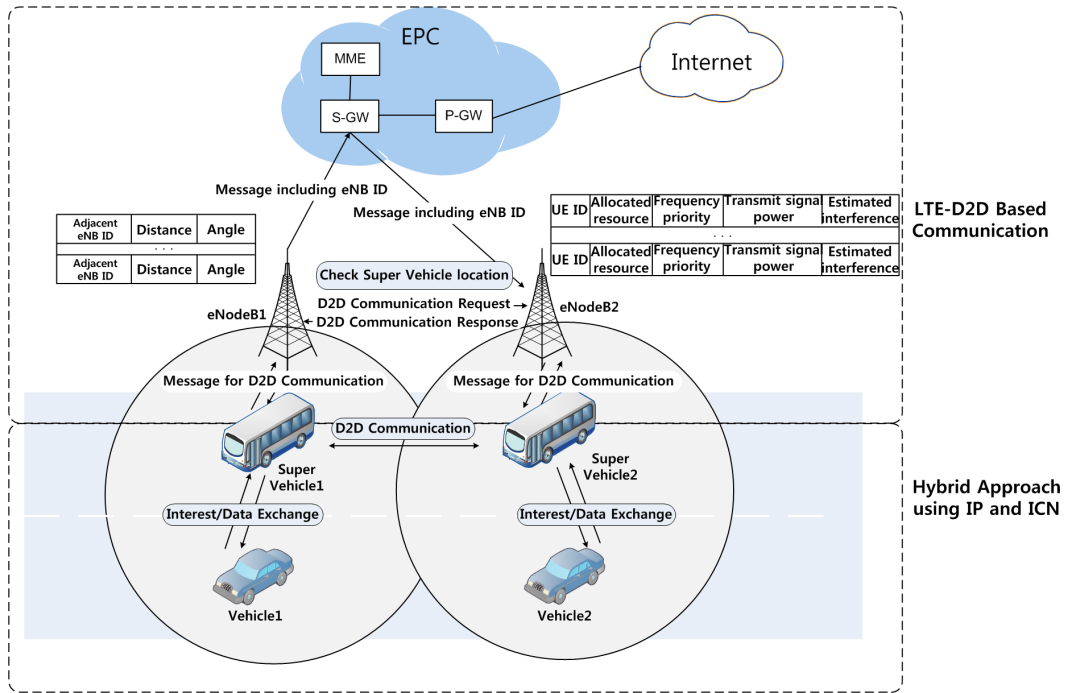 EPC
MME
S-GW
P-GW
Internet
Message including eNB ID
Message including eNB ID
LTE-D2D Based
Communication
Adjacent
eNB ID
Distance
Angle
. . .
Adjacent
eNB ID
Distance
Angle
UE ID
Allocated
resource
Frequency
priority
Transmit signal
power
Estimated
interference
. . .
UE ID
Allocated
resource
Frequency
priority
Transmit signal
power
Estimated
interference
Check Super Vehicle location
D2D Communication Request
D2D Communication Response
eNodeB1
eNodeB2
Message for D2D Communication
Message for D2D Communication
D2D Communication
Super
Vehicle1
Super
Vehicle2
Interest/Data Exchange
Interest/Data Exchange
Vehicle1
Vehicle2
Hybrid Approach
using IP and ICN